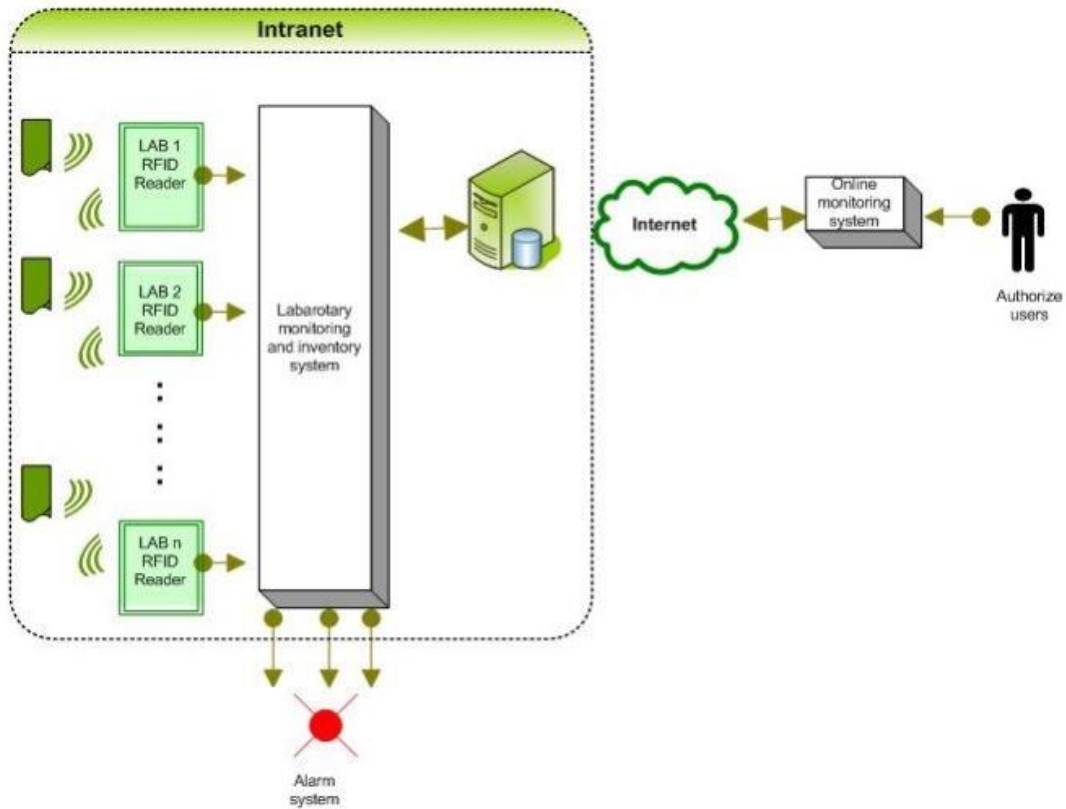 Intranet
LAB 1
RFID
Reader
LAB 2
RFID
Reader
LAB n
RFID
Reader
Labarotary
monitoring
and inventory
system
Internet
Online
monitoring
system
Authorize
users
Alarm
system